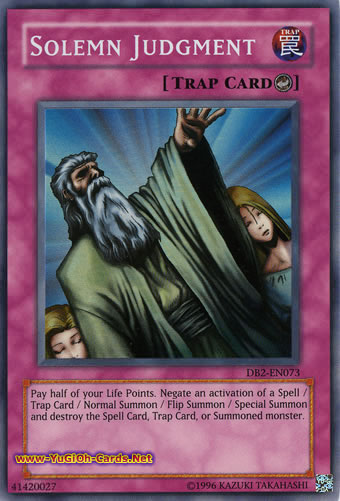 SOLEMN JUDGMENT
TRAP
罠
[TRAP CARD]
DB2-EN073
Pay half of your Life Points. Negate an activation of a Spell /
Trap Card / Normal Summon / Flip Summon / Special Summon
and destroy the Spell Card, Trap Card, or Summoned monster.
www.YuGiOh-Cards.Net
41420027
©1996 KAZUKI TAKAHASHI